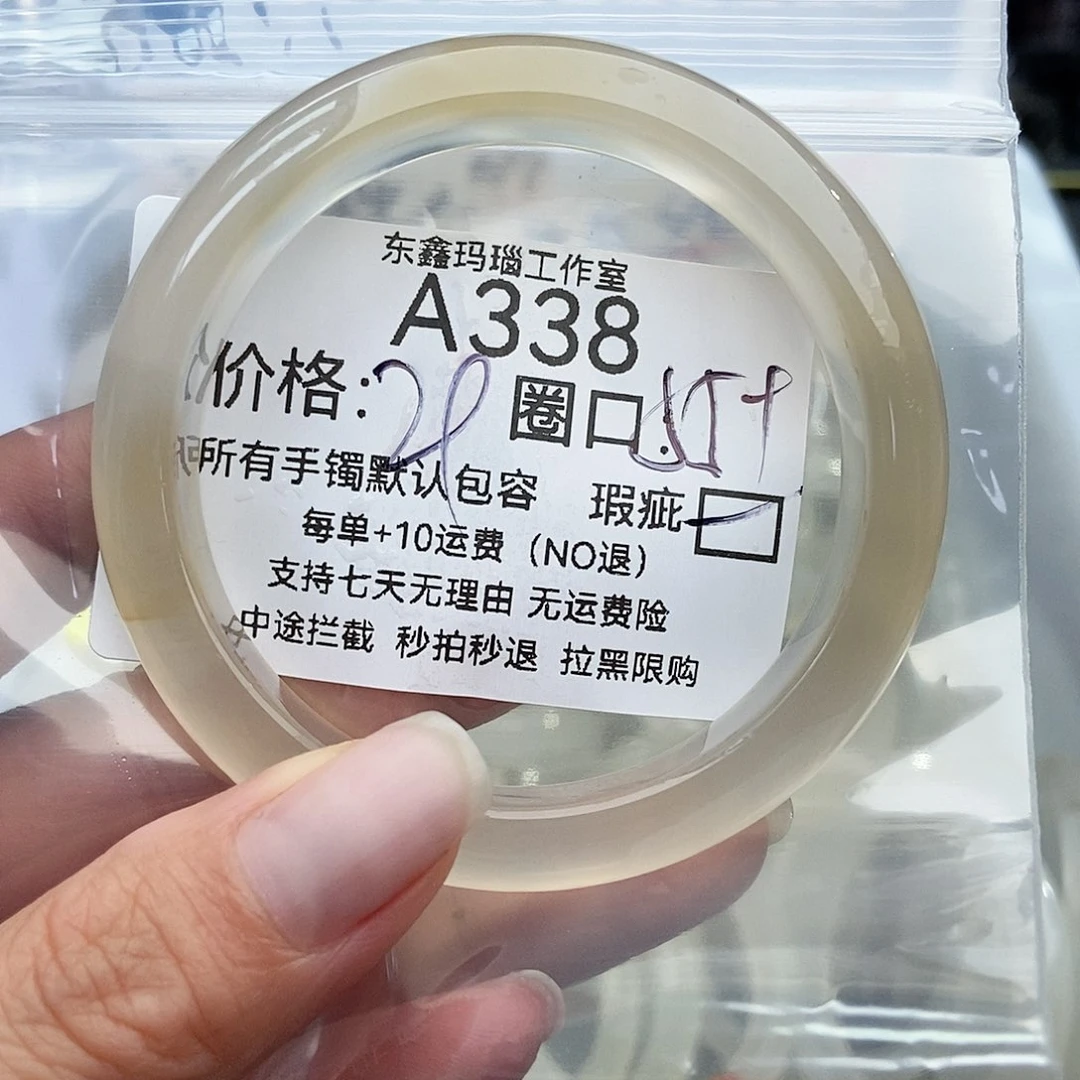 东鑫玛瑙工作室
A338
价格: 圈口.
所有手镯默认包容 瑕疵
每单+10运费 (NO退)
支持七天无理由 无运费险
中途拦截 秒拍秒退 拉黑限购